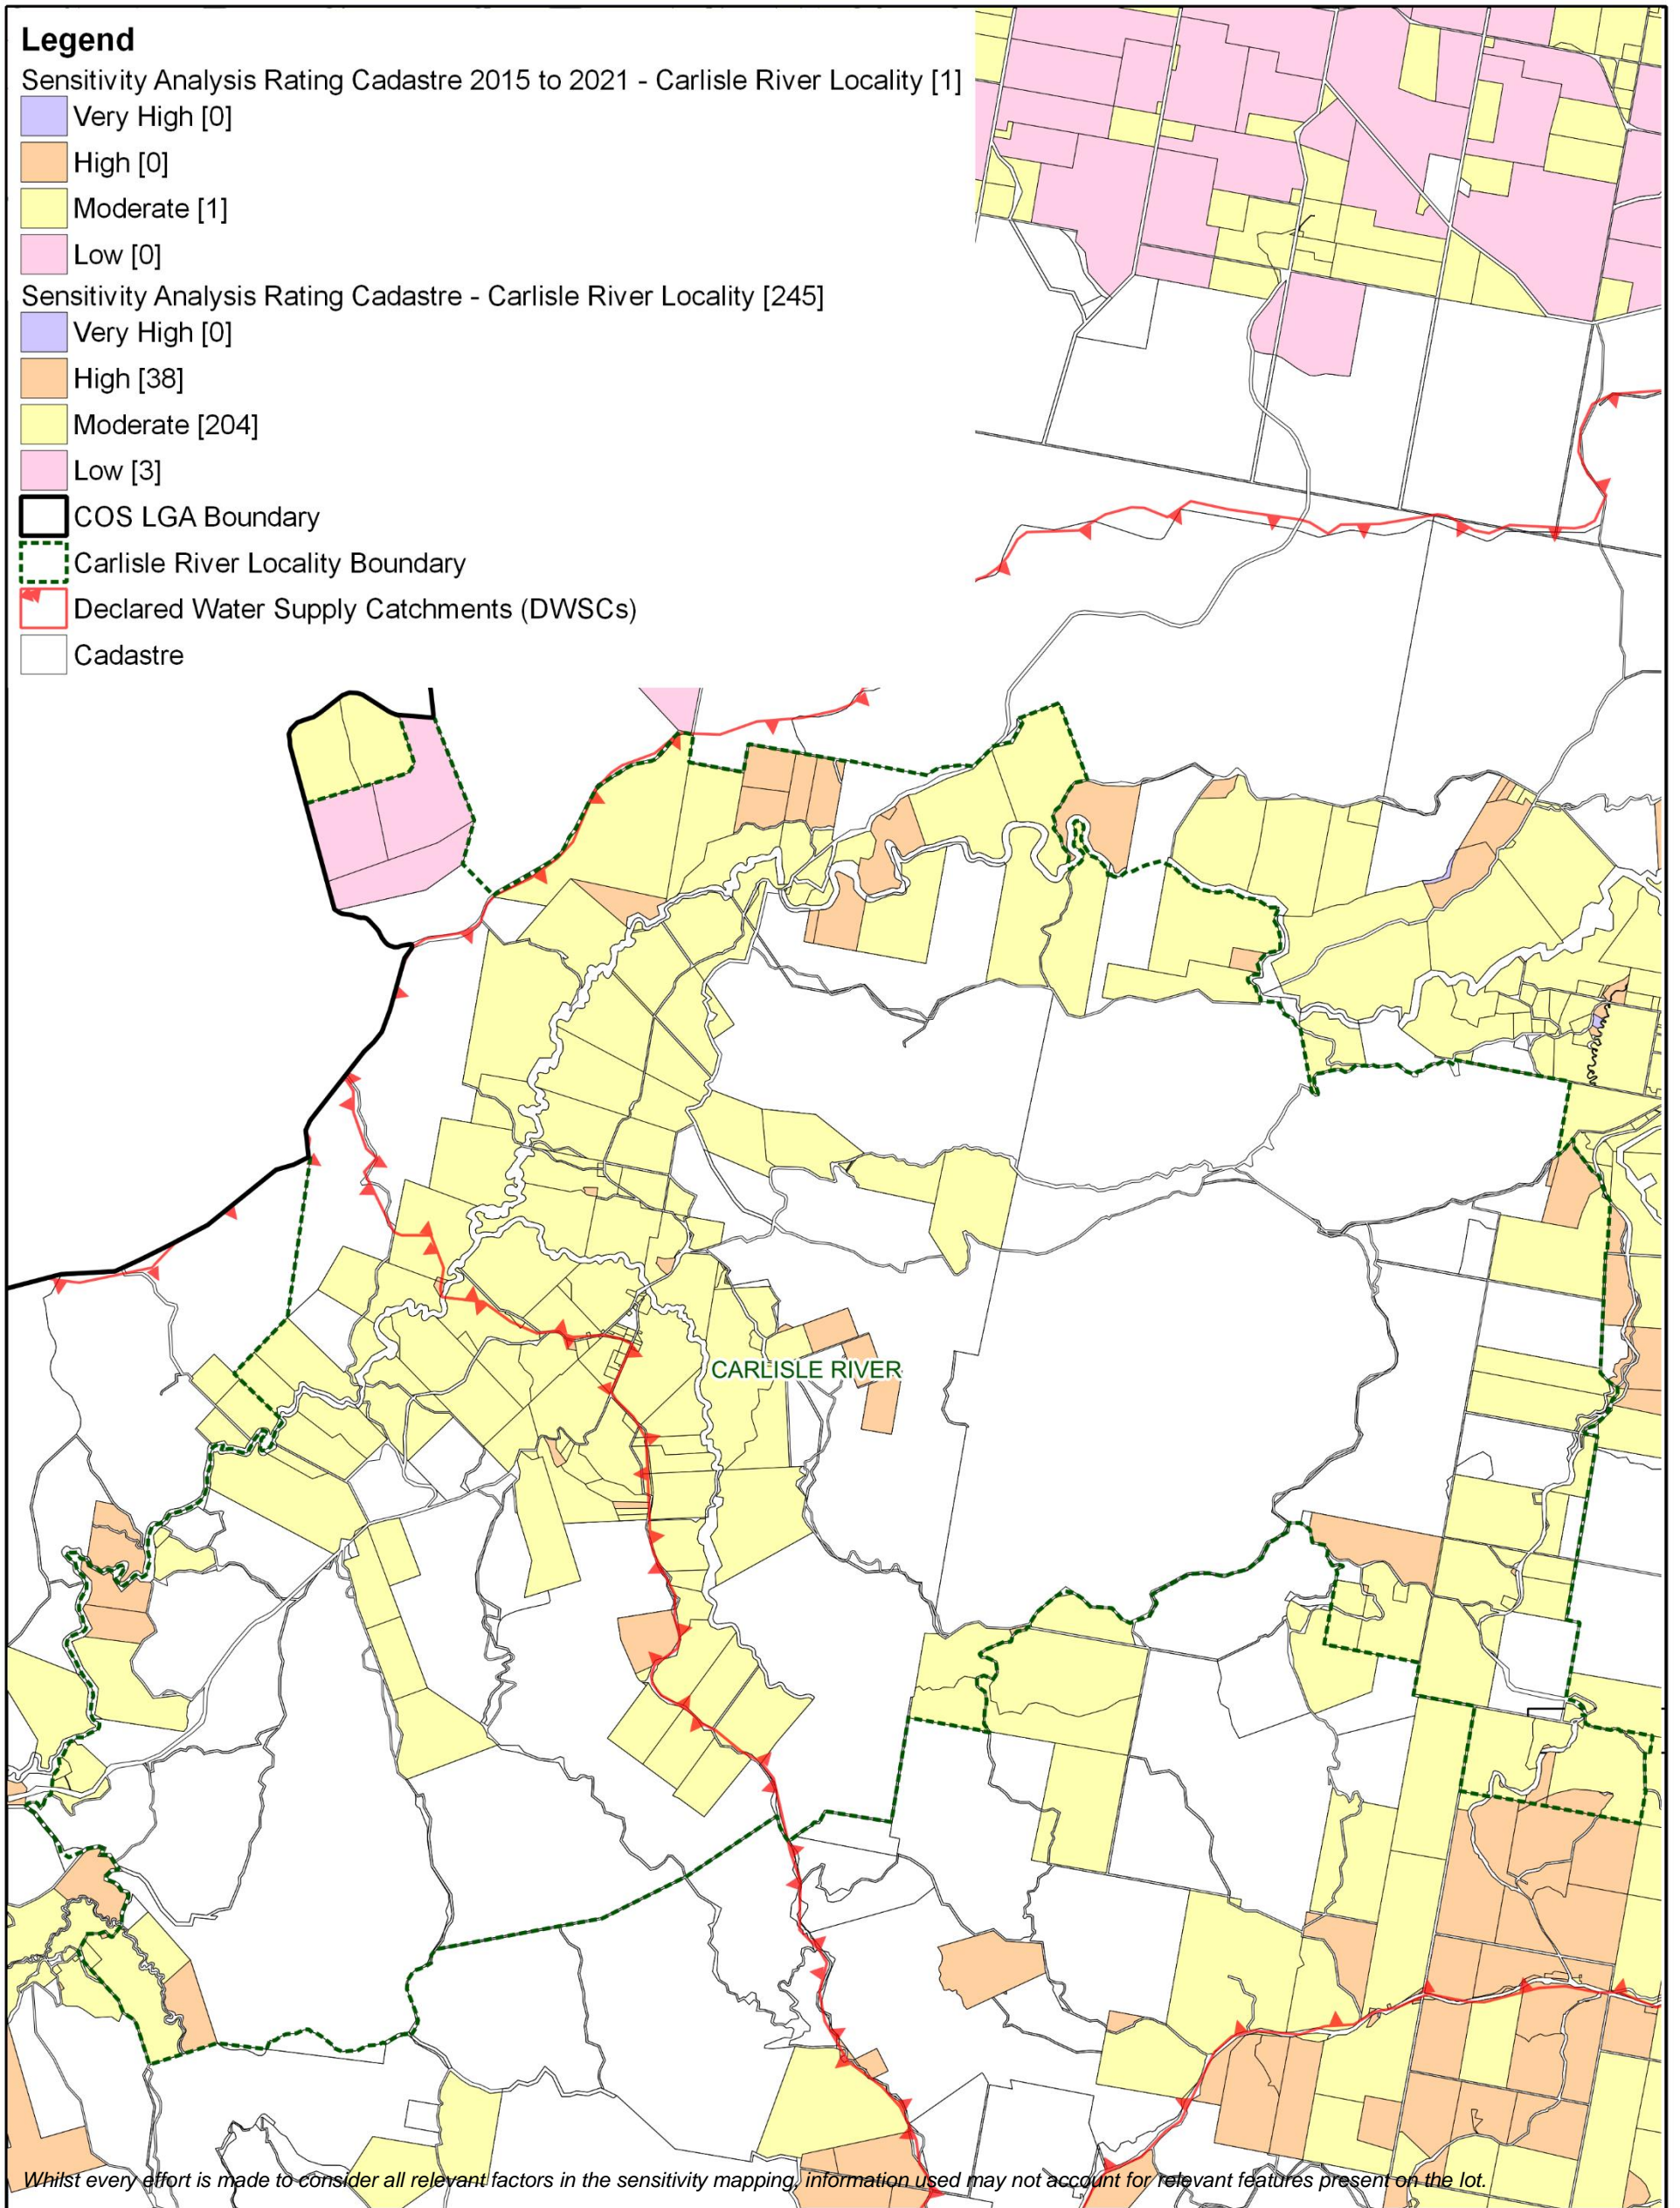 Legend
Sensitivity Analysis Rating Cadastre 2015 to 2021 - Carlisle River Locality [1]
Very High [0]
High [0]
Moderate [1]
Low [0]
Sensitivity Analysis Rating Cadastre - Carlisle River Locality [245]
Very High [0]
High [38]
Moderate [204]
Low [3]
COS LGA Boundary
Carlisle River Locality Boundary
Declared Water Supply Catchments (DWSCs)
Cadastre
CARLISLE RIVER
Whilst every effort is made to consider all relevant factors in the sensitivity mapping, information used may not account for relevant features present on the lot.